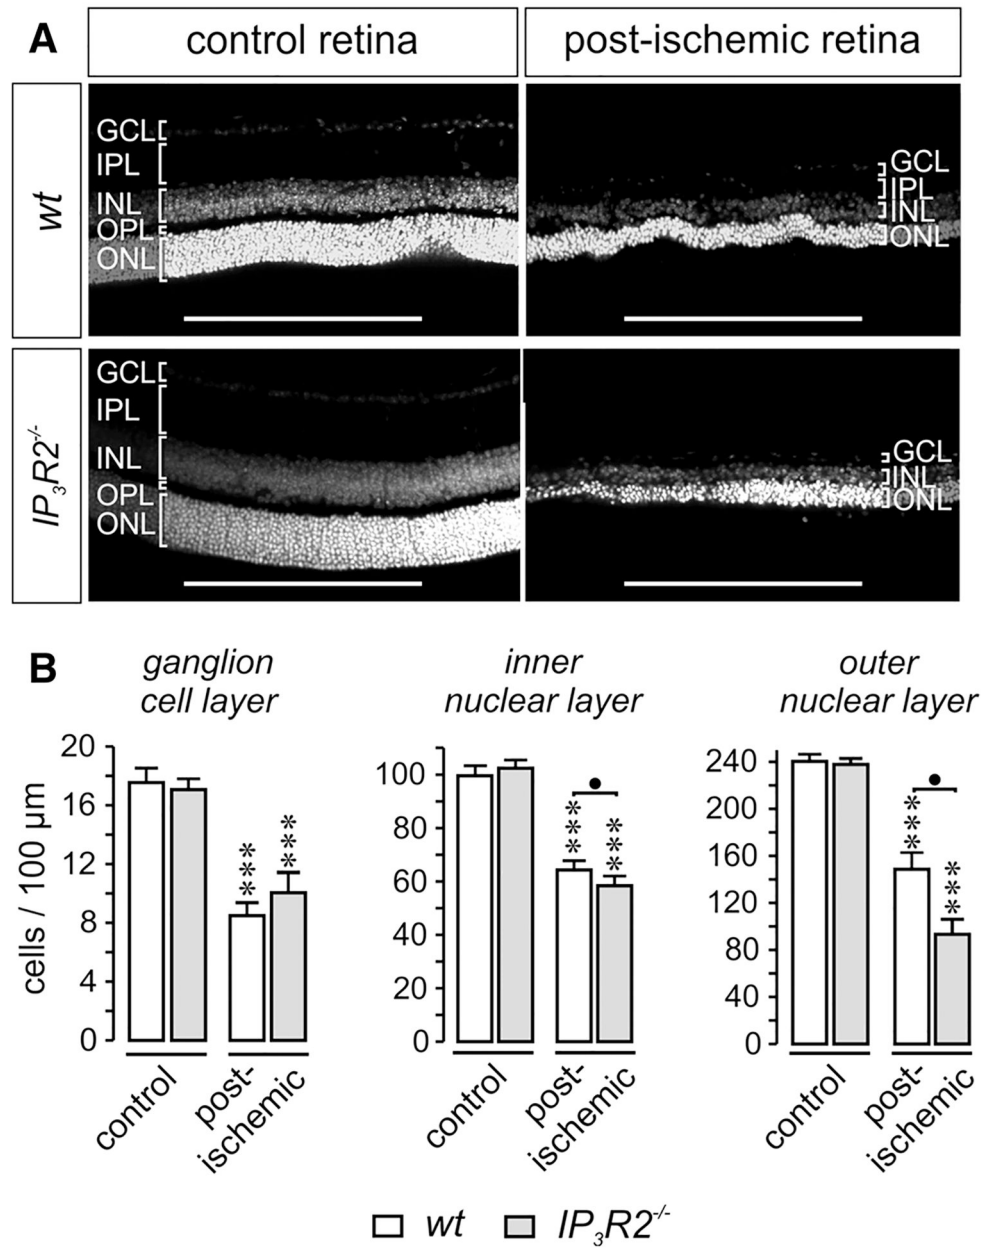 A
control retina
post-ischemic retina
wt
GCL
IPL
INL
OPL
ONL
GCL
IPL
INL
ONL
IP3R2-/-
GCL
IPL
INL
OPL
ONL
GCL
INL
ONL
B
ganglion
cell layer
inner
nuclear layer
outer
nuclear layer
cells / 100 µm
20
16
12
8
4
0
***
***
control
post-
ischemic
100
80
60
40
20
0
•
***
***
control
post-
ischemic
240
200
160
120
80
40
0
•
***
***
control
post-
ischemic
wt
IP3R2-/-